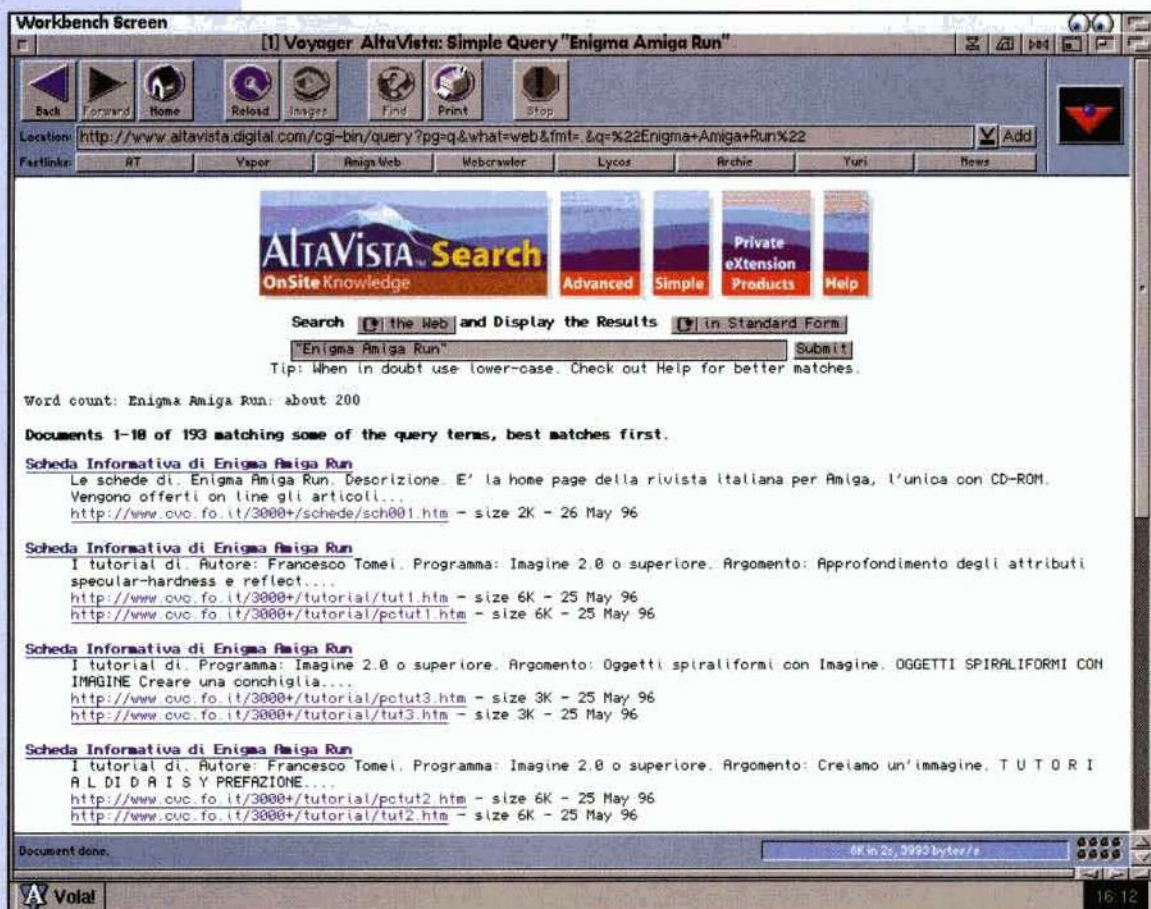 Workbench Screen
[1] Voyager AltaVista: Simple Query "Enigma Amiga Run"
Back Forward Home Reload Images Find Print Stop
Location: http://www.altavista.digital.com/cgi-bin/query?pg=q&what=web&fmt=.&q=%22Enigma+Amiga+Run%22 Add
Fastlinks: AT Vapor Amiga Web Webcrawler Lycos Archie Yuri News
ALTAVISTA™ Search
OnSite Knowledge
Advanced
Simple
Private
eXtension
Products
Help
Search the Web and Display the Results in Standard Form
"Enigma Amiga Run" Submit
Tip: When in doubt use lower-case. Check out Help for better matches.
Word count: Enigma Amiga Run: about 200
Documents 1-10 of 193 matching some of the query terms, best matches first.
Scheda Informativa di Enigma Amiga Run
Le schede di. Enigma Amiga Run. Descrizione. E' la home page della rivista italiana per Amiga, l'unica con CD-ROM.
Vengono offerti on line gli articoli...
http://www.cvc.fo.it/3000+/schede/sch001.htm - size 2K - 26 May 96
Scheda Informativa di Enigma Amiga Run
I tutorial di. Autore: Francesco Tomei. Programma: Imagine 2.0 o superiore. Argomento: Approfondimento degli attributi
specular-hardness e reflect....
http://www.cvc.fo.it/3000+/tutorial/tut1.htm - size 6K - 25 May 96
http://www.cvc.fo.it/3000+/tutorial/pctut1.htm - size 6K - 25 May 96
Scheda Informativa di Enigma Amiga Run
I tutorial di. Programma: Imagine 2.0 o superiore. Argomento: Oggetti spiraliformi con Imagine. OGGETTI SPIRALIFORMI CON
IMAGINE Creare una conchiglia....
http://www.cvc.fo.it/3000+/tutorial/pctut3.htm - size 3K - 25 May 96
http://www.cvc.fo.it/3000+/tutorial/tut3.htm - size 3K - 25 May 96
Scheda Informativa di Enigma Amiga Run
I tutorial di. Autore: Francesco Tomei. Programma: Imagine 2.0 o superiore. Argomento: Creiamo un'immagine. T U T O R I
A L DI D A I S Y PREFAZIONE....
http://www.cvc.fo.it/3000+/tutorial/pctut2.htm - size 6K - 25 May 96
http://www.cvc.fo.it/3000+/tutorial/tut2.htm - size 6K - 25 May 96
Document done. 6K in 2s, 3993 bytes/s
Vola! 16:12